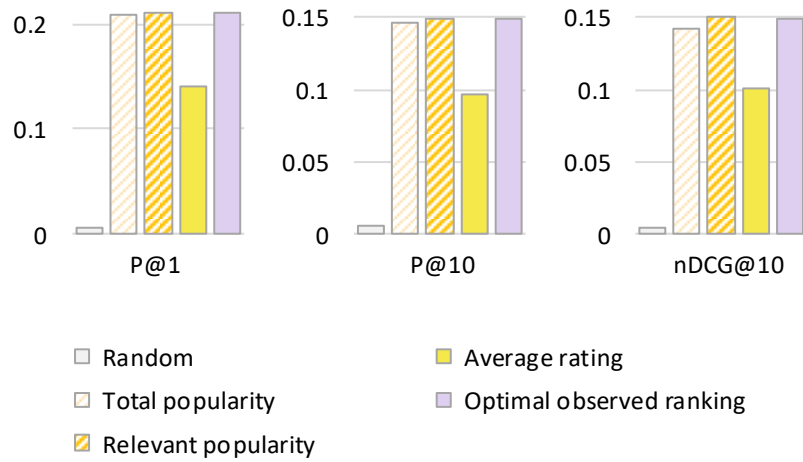 0.2 0.15 0.15
0.1 0.1
0.1
0.05 0.05
0 0 0
P@1 P@10 nDCG@10
Random Average rating
Total popularity Optimal observed ranking
Relevant popularity